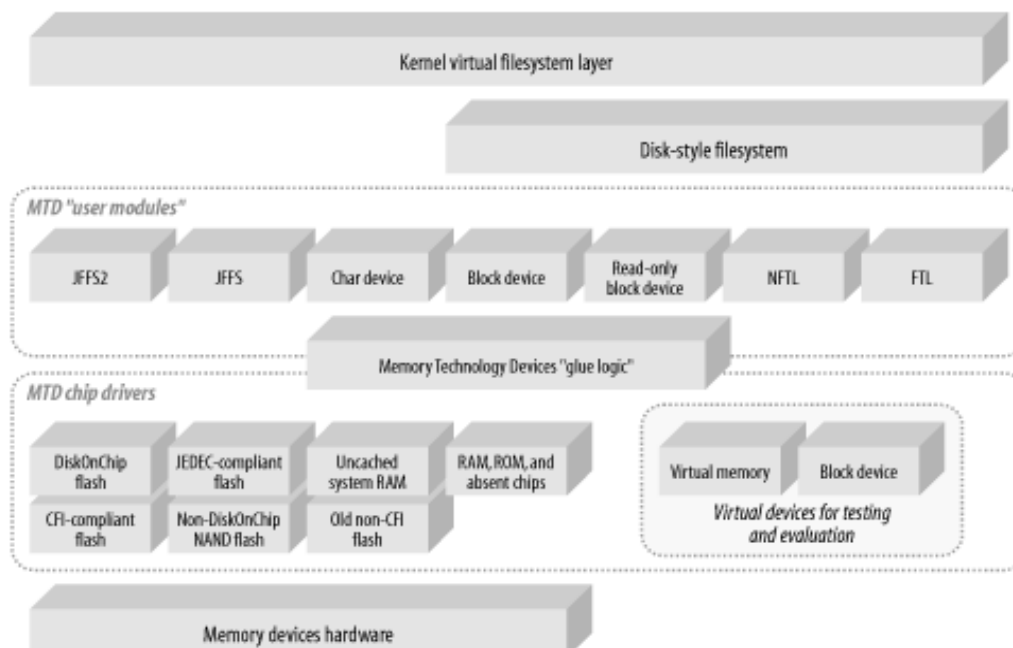 Kernel virtual filesystem layer
Disk-style filesystem
MTD "user modules"
JFFS2
JFFS
Char device
Block device
Read-only
block device
NFTL
FTL
Memory Technology Devices "glue logic"
MTD chip drivers
DiskOnChip
flash
JEDEC-compliant
flash
Uncached
system RAM
RAM, ROM, and
absent chips
Virtual memory
Block device
CFI-compliant
flash
Non-DiskOnChip
NAND flash
Old non-CFI
flash
Virtual devices for testing
and evaluation
Memory devices hardware